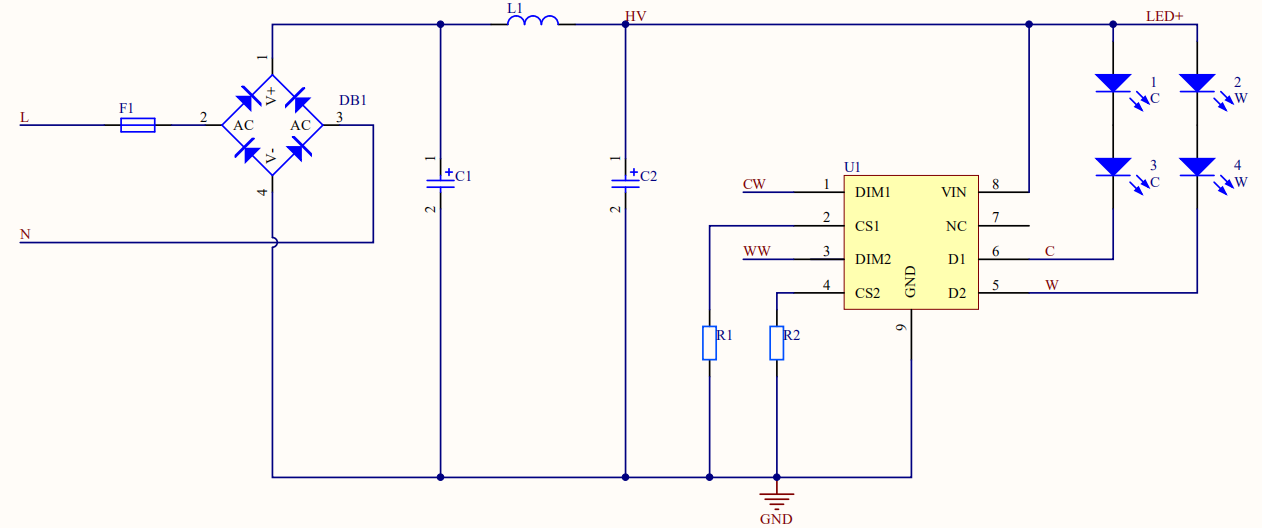 L1
HV
LED+
1
V+
F1
DB1
L
2
AC
AC
3
V-
4
N
1
+
C1
2
1
+
C2
2
U1
CW
1
DIM1
VIN
8
2
CS1
NC
7
WW
3
DIM2
D1
6
C
4
CS2
GND
D2
5
W
9
R1
R2
GND
1
C
2
W
3
C
4
W